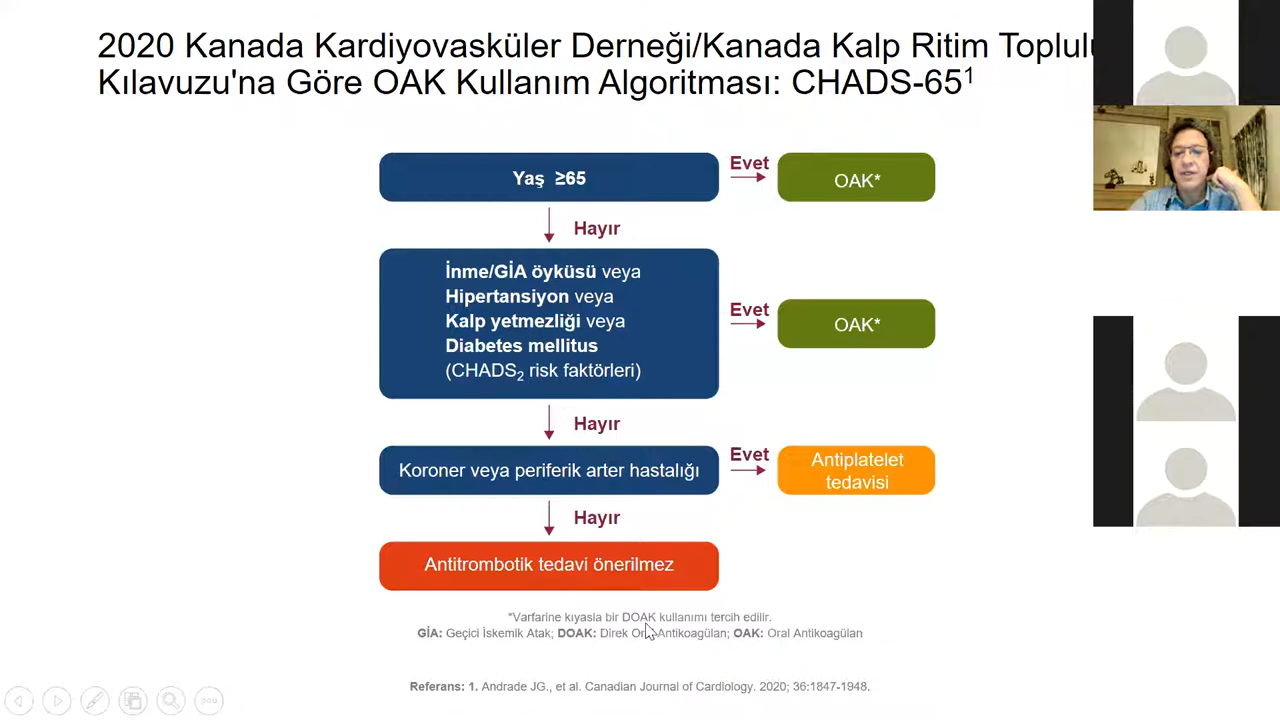 2020 Kanada Kardiyovasküler Derneği/Kanada Kalp Ritim
Kılavuzu'na Göre OAK Kullanım Algoritması: CHADS-65¹
Yaş ≥65
Evet
OAK*
Hayır
İnme/GİA öyküsü veya
Hipertansiyon veya
Kalp yetmezliği veya
Diabetes mellitus
(CHADS₂ risk faktörleri)
Evet
OAK*
Hayır
Koroner veya periferik arter hastalığı
Evet
Antiplatelet
tedavisi
Hayır
Antitrombotik tedavi önerilmez
*Varfarine kıyasla bir DOAK kullanımı tercih edilir.
GİA: Geçici İskemik Atak; DOAK: Direk Oral Antikoagülan; OAK: Oral Antikoagülan
Referans: 1. Andrade JG., et al. Canadian Journal of Cardiology. 2020; 36:1847-1948.